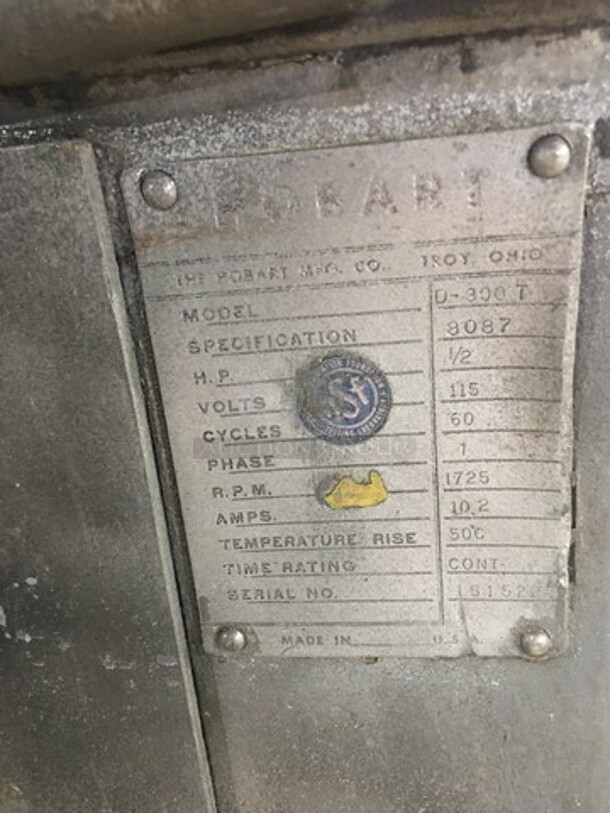 HOBART
THE HOBART MFG. CO., TROY, OHIO
MODEL D-300 T
SPECIFICATION 8087
H.P. 1/2
VOLTS 115
CYCLES 60
PHASE 1
R.P.M. 1725
AMPS. 10.2
TEMPERATURE RISE 50C
TIME RATING CONT.
SERIAL NO.
MADE IN U.S.A.